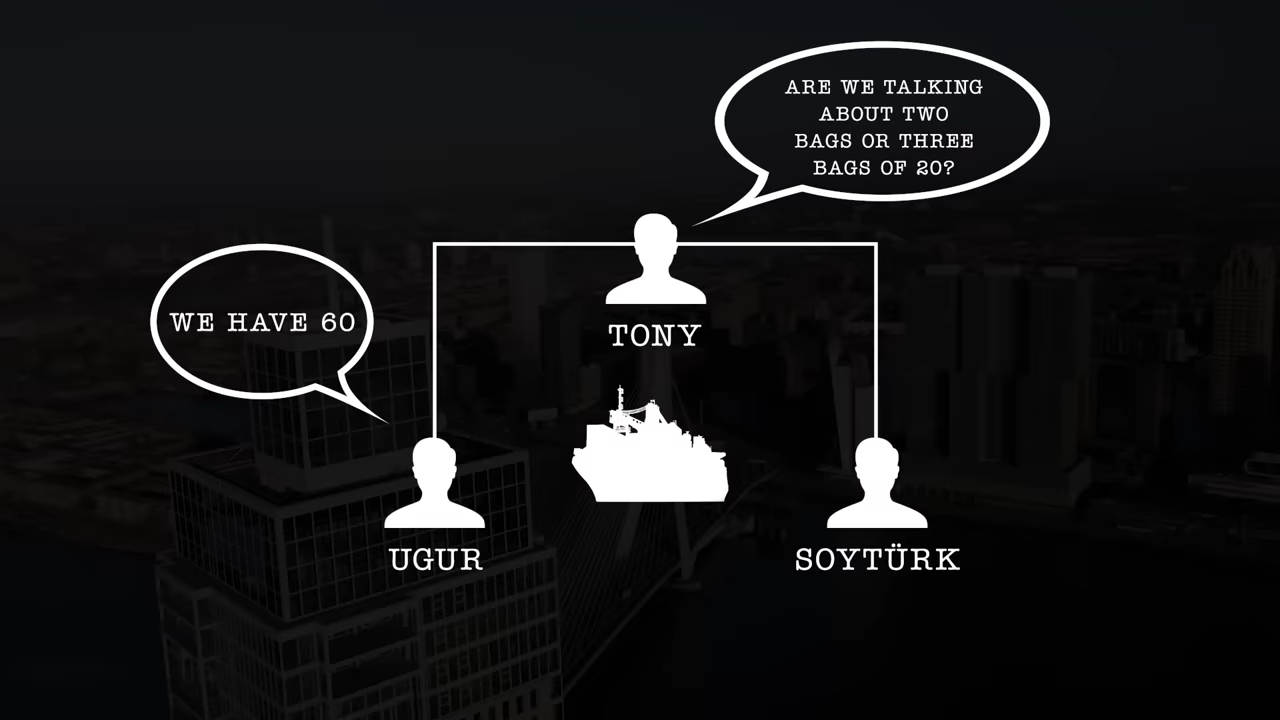 ARE WE TALKING
ABOUT TWO
BAGS OR THREE
BAGS OF 20?
WE HAVE 60
TONY
UGUR
SOYTÜRK